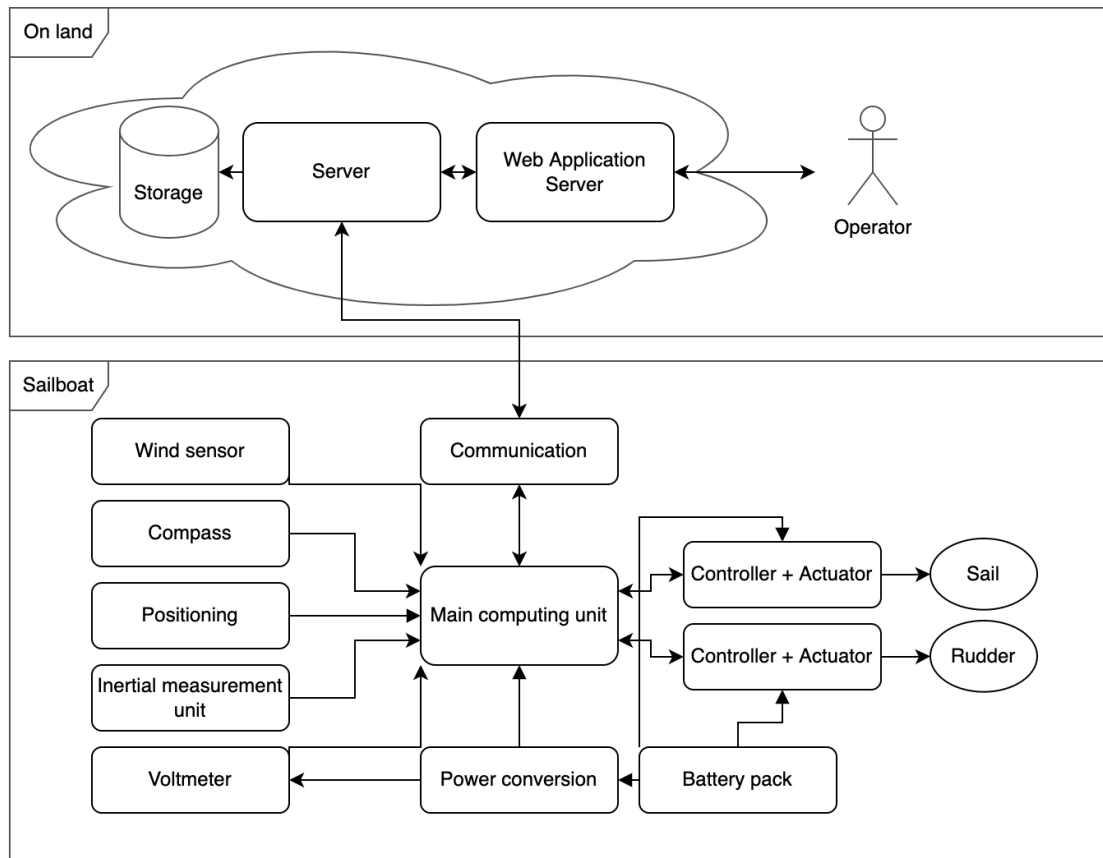 On land
Storage
Server
Web Application
Server
Operator
Sailboat
Wind sensor
Communication
Compass
Controller + Actuator
Sail
Positioning
Main computing unit
Controller + Actuator
Rudder
Inertial measurement
unit
Voltmeter
Power conversion
Battery pack